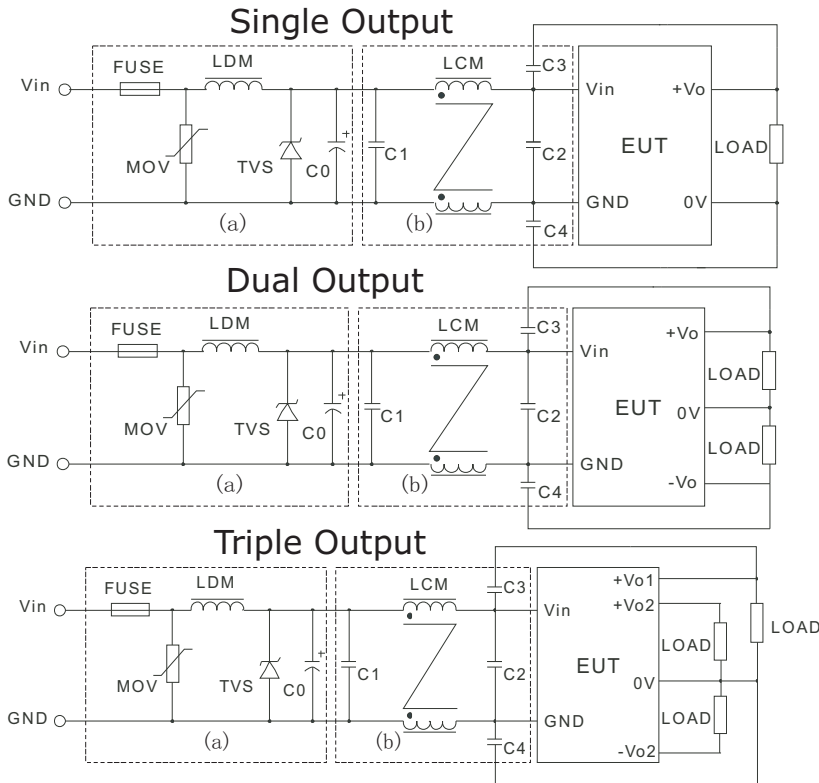 Single Output
FUSE LDM LCM C3
Vin Vin +Vo
MOV TVS C0 + C1 C2 EUT LOAD
GND GND 0V
(a) (b) C4
Dual Output
FUSE LDM LCM C3
Vin Vin +Vo
LOAD
MOV TVS C0 + C1 C2 EUT 0V
LOAD
GND GND
(a) (b) C4 -Vo
Triple Output
FUSE LDM LCM C3 +Vo1
Vin Vin +Vo2
LOAD LOAD
MOV TVS C0 + C1 C2 EUT 0V
GND GND LOAD
(a) (b) C4 -Vo2